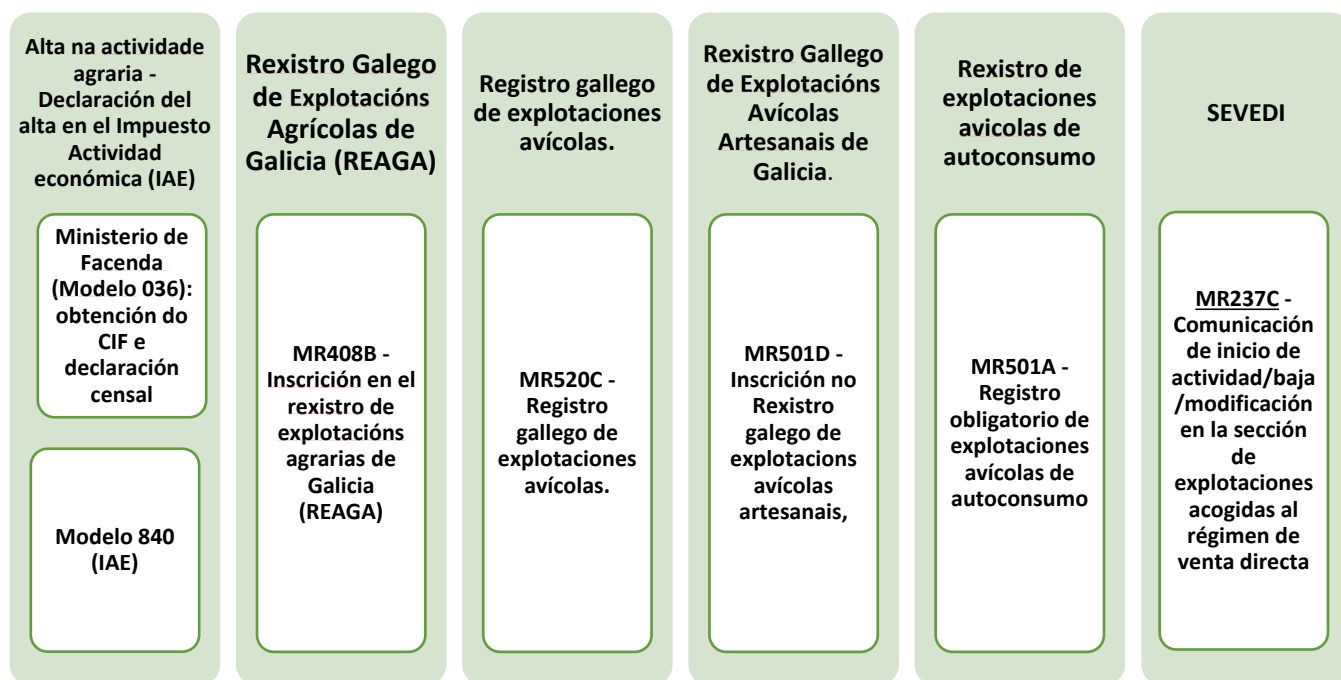 Alta na actividade
agraria -
Declaración del
alta en el Impuesto
Actividad
económica (IAE)
Ministerio de
Facenda
(Modelo 036):
obtención do
CIF e
declaración
censal
Modelo 840
(IAE)
Rexistro Galego
de Explotacións
Agrícolas de
Galicia (REAGA)
MR408B -
Inscrición en el
rexistro de
explotacións
agrarias de
Galicia
(REAGA)
Registro gallego
de explotaciones
avícolas.
MR520C -
Registro
gallego de
explotaciones
avícolas.
Rexistro Gallego
de Explotacións
Avícolas
Artesanais de
Galicia.
MR501D -
Inscrición no
Rexistro
galego de
explotacions
avícolas
artesanais,
Rexistro de
explotaciones
avicolas de
autoconsumo
MR501A -
Registro
obligatorio de
explotaciones
avícolas de
autoconsumo
SEVEDI
MR237C -
Comunicación
de inicio de
actividad/baja
/modificación
en la sección
de
explotaciones
acogidas al
régimen de
venta directa